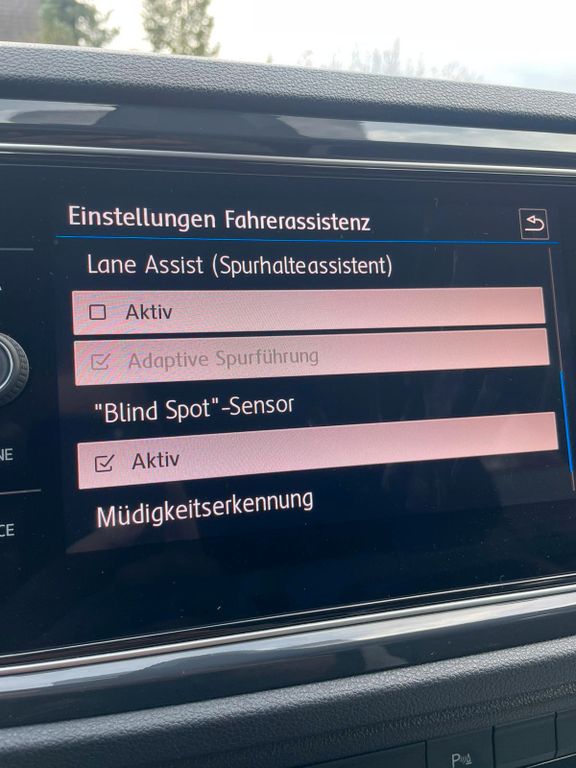 Einstellungen Fahrerassistenz
Lane Assist (Spurhalteassistent)
Aktiv
Adaptive Spurführung
"Blind Spot"-Sensor
Aktiv
Müdigkeitserkennung
P